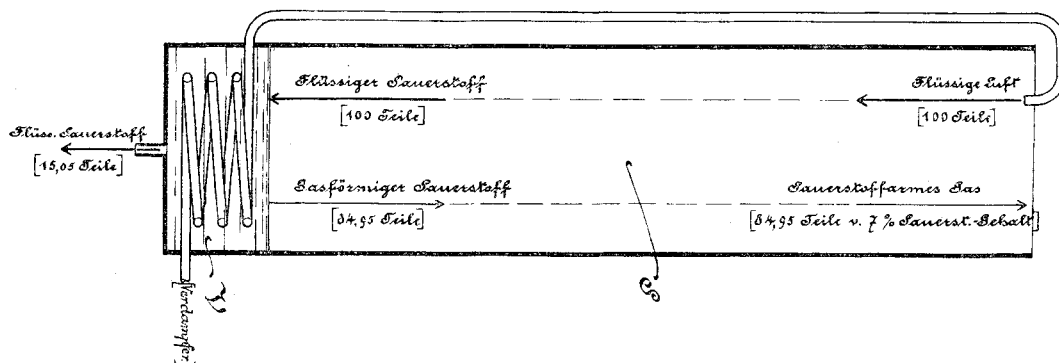 Flüssiger Sauerstoff
[100 Teile]
Flüssige Luft
[100 Teile]
Flüss. Sauerstoff
[15,05 Teile]
Gasförmiger Sauerstoff
[84,95 Teile]
Sauerstoffarmes Gas
[84,95 Teile v. 7 % Sauerst.-Gehalt]
V
S
[Verdampfer]